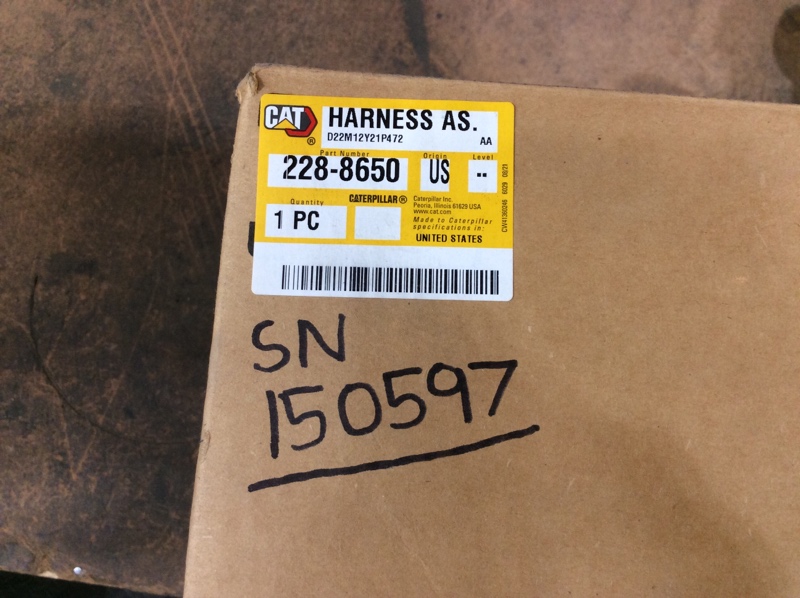 CAT ®
HARNESS AS.
D22M12Y21P472 AA
Part Number Origin Level
228-8650 US --
Quantity
1 PC
CATERPILLAR®
Caterpillar Inc.
Peoria, Illinois 61629 USA
www.cat.com
Made to Caterpillar
specifications in:
UNITED STATES
SN
150597